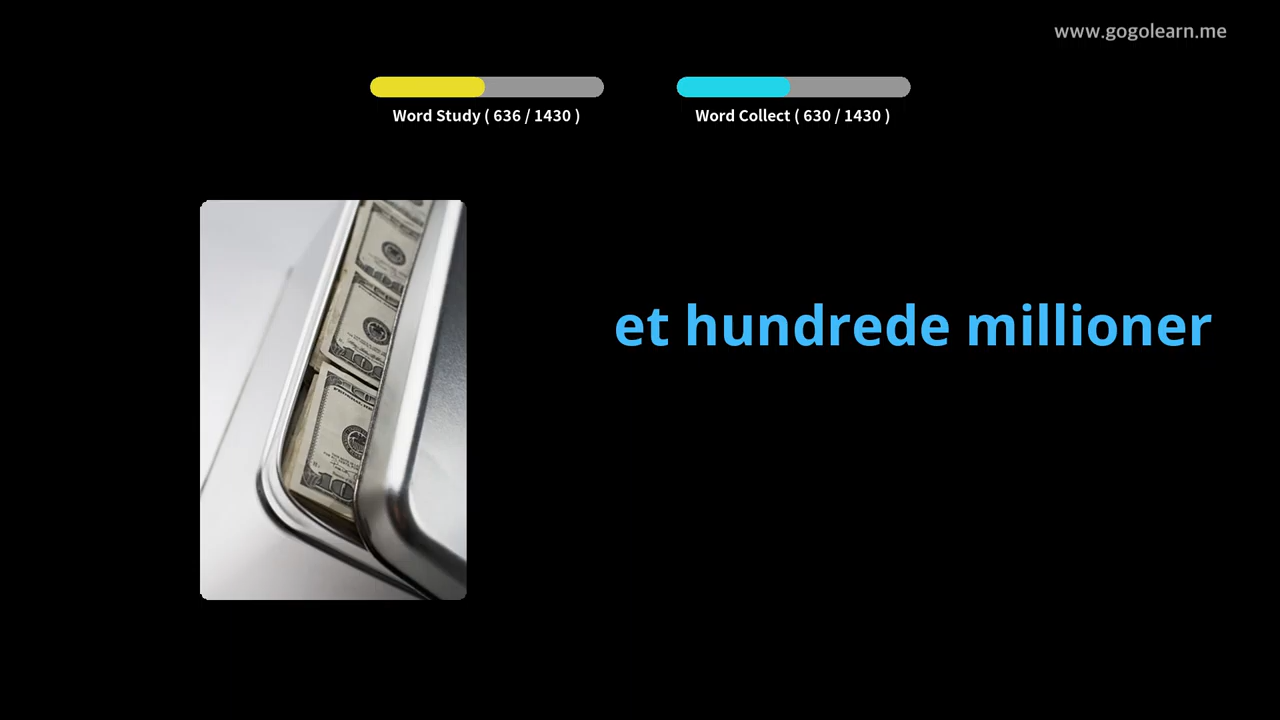 www.gogolearn.me
Word Study ( 636 / 1430 )
Word Collect ( 630 / 1430 )
et hundrede millioner